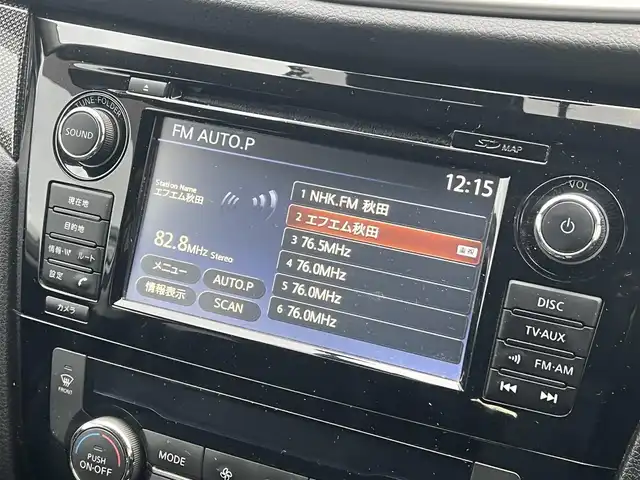 TUNE·FOLDER
SOUND
現在地
目的地
情報・ ルート
設定
カメラ
FM AUTO.P
12:15
Station Name
エフエム秋田
82.8MHz Stereo
メニュー
AUTO.P
情報表示
SCAN
1 NHK.FM 秋田
2 エフエム秋田
3 76.5MHz
4 76.0MHz
5 76.0MHz
6 76.0MHz
SD MAP
VOL
DISC
TV·AUX
FM·AM
FRONT
PUSH
ON·OFF
MODE